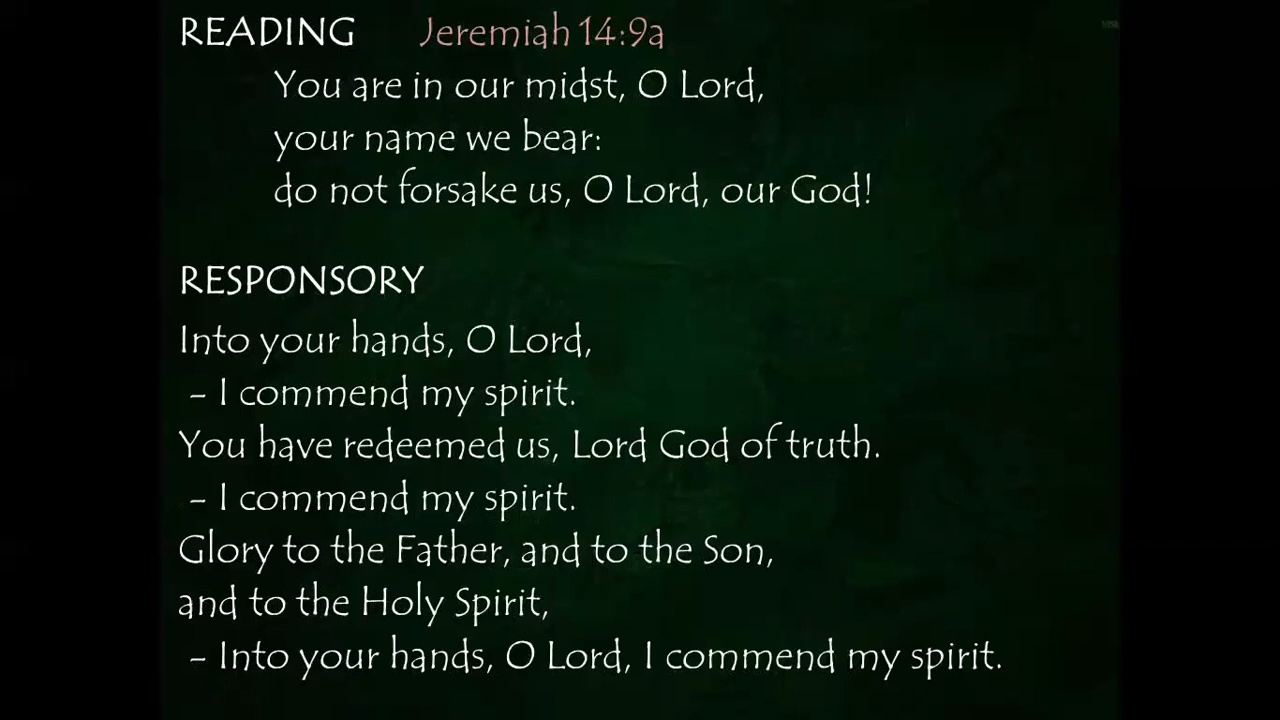 READING Jeremiah 14:9a
You are in our midst, O Lord,
your name we bear:
do not forsake us, O Lord, our God!
RESPONSORY
Into your hands, O Lord,
– I commend my spirit.
You have redeemed us, Lord God of truth.
– I commend my spirit.
Glory to the Father, and to the Son,
and to the Holy Spirit,
– Into your hands, O Lord, I commend my spirit.